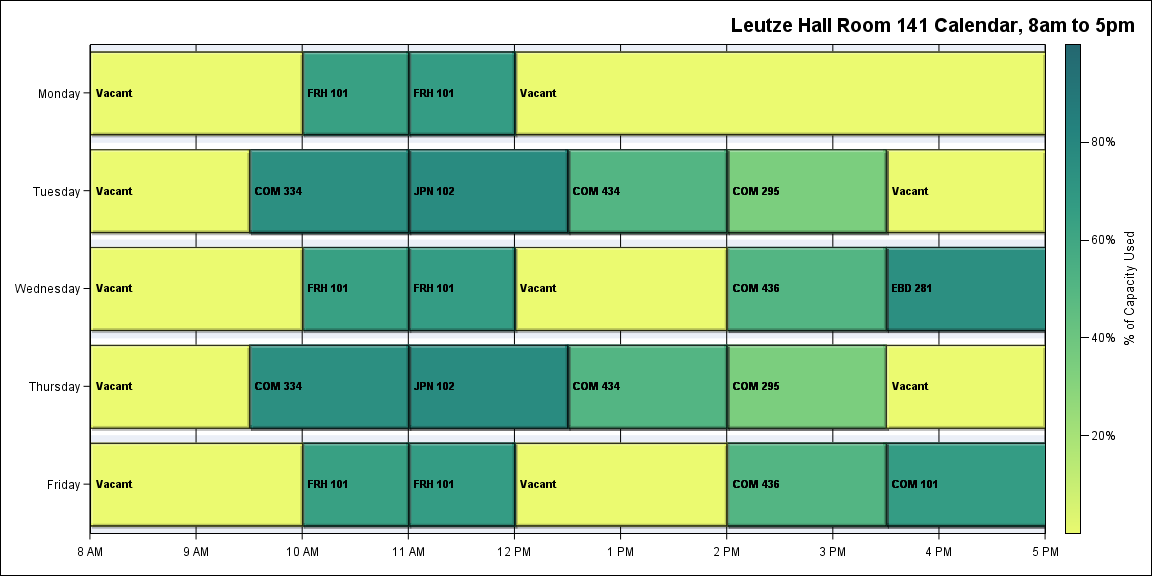 Leutze Hall Room 141 Calendar, 8am to 5pm
Monday
Vacant
FRH 101
FRH 101
Vacant
Tuesday
Vacant
COM 334
JPN 102
COM 434
COM 295
Vacant
Wednesday
Vacant
FRH 101
FRH 101
Vacant
COM 436
EBD 281
Thursday
Vacant
COM 334
JPN 102
COM 434
COM 295
Vacant
Friday
Vacant
FRH 101
FRH 101
Vacant
COM 436
COM 101
8 AM
9 AM
10 AM
11 AM
12 PM
1 PM
2 PM
3 PM
4 PM
5 PM
80%
60%
40%
20%
% of Capacity Used